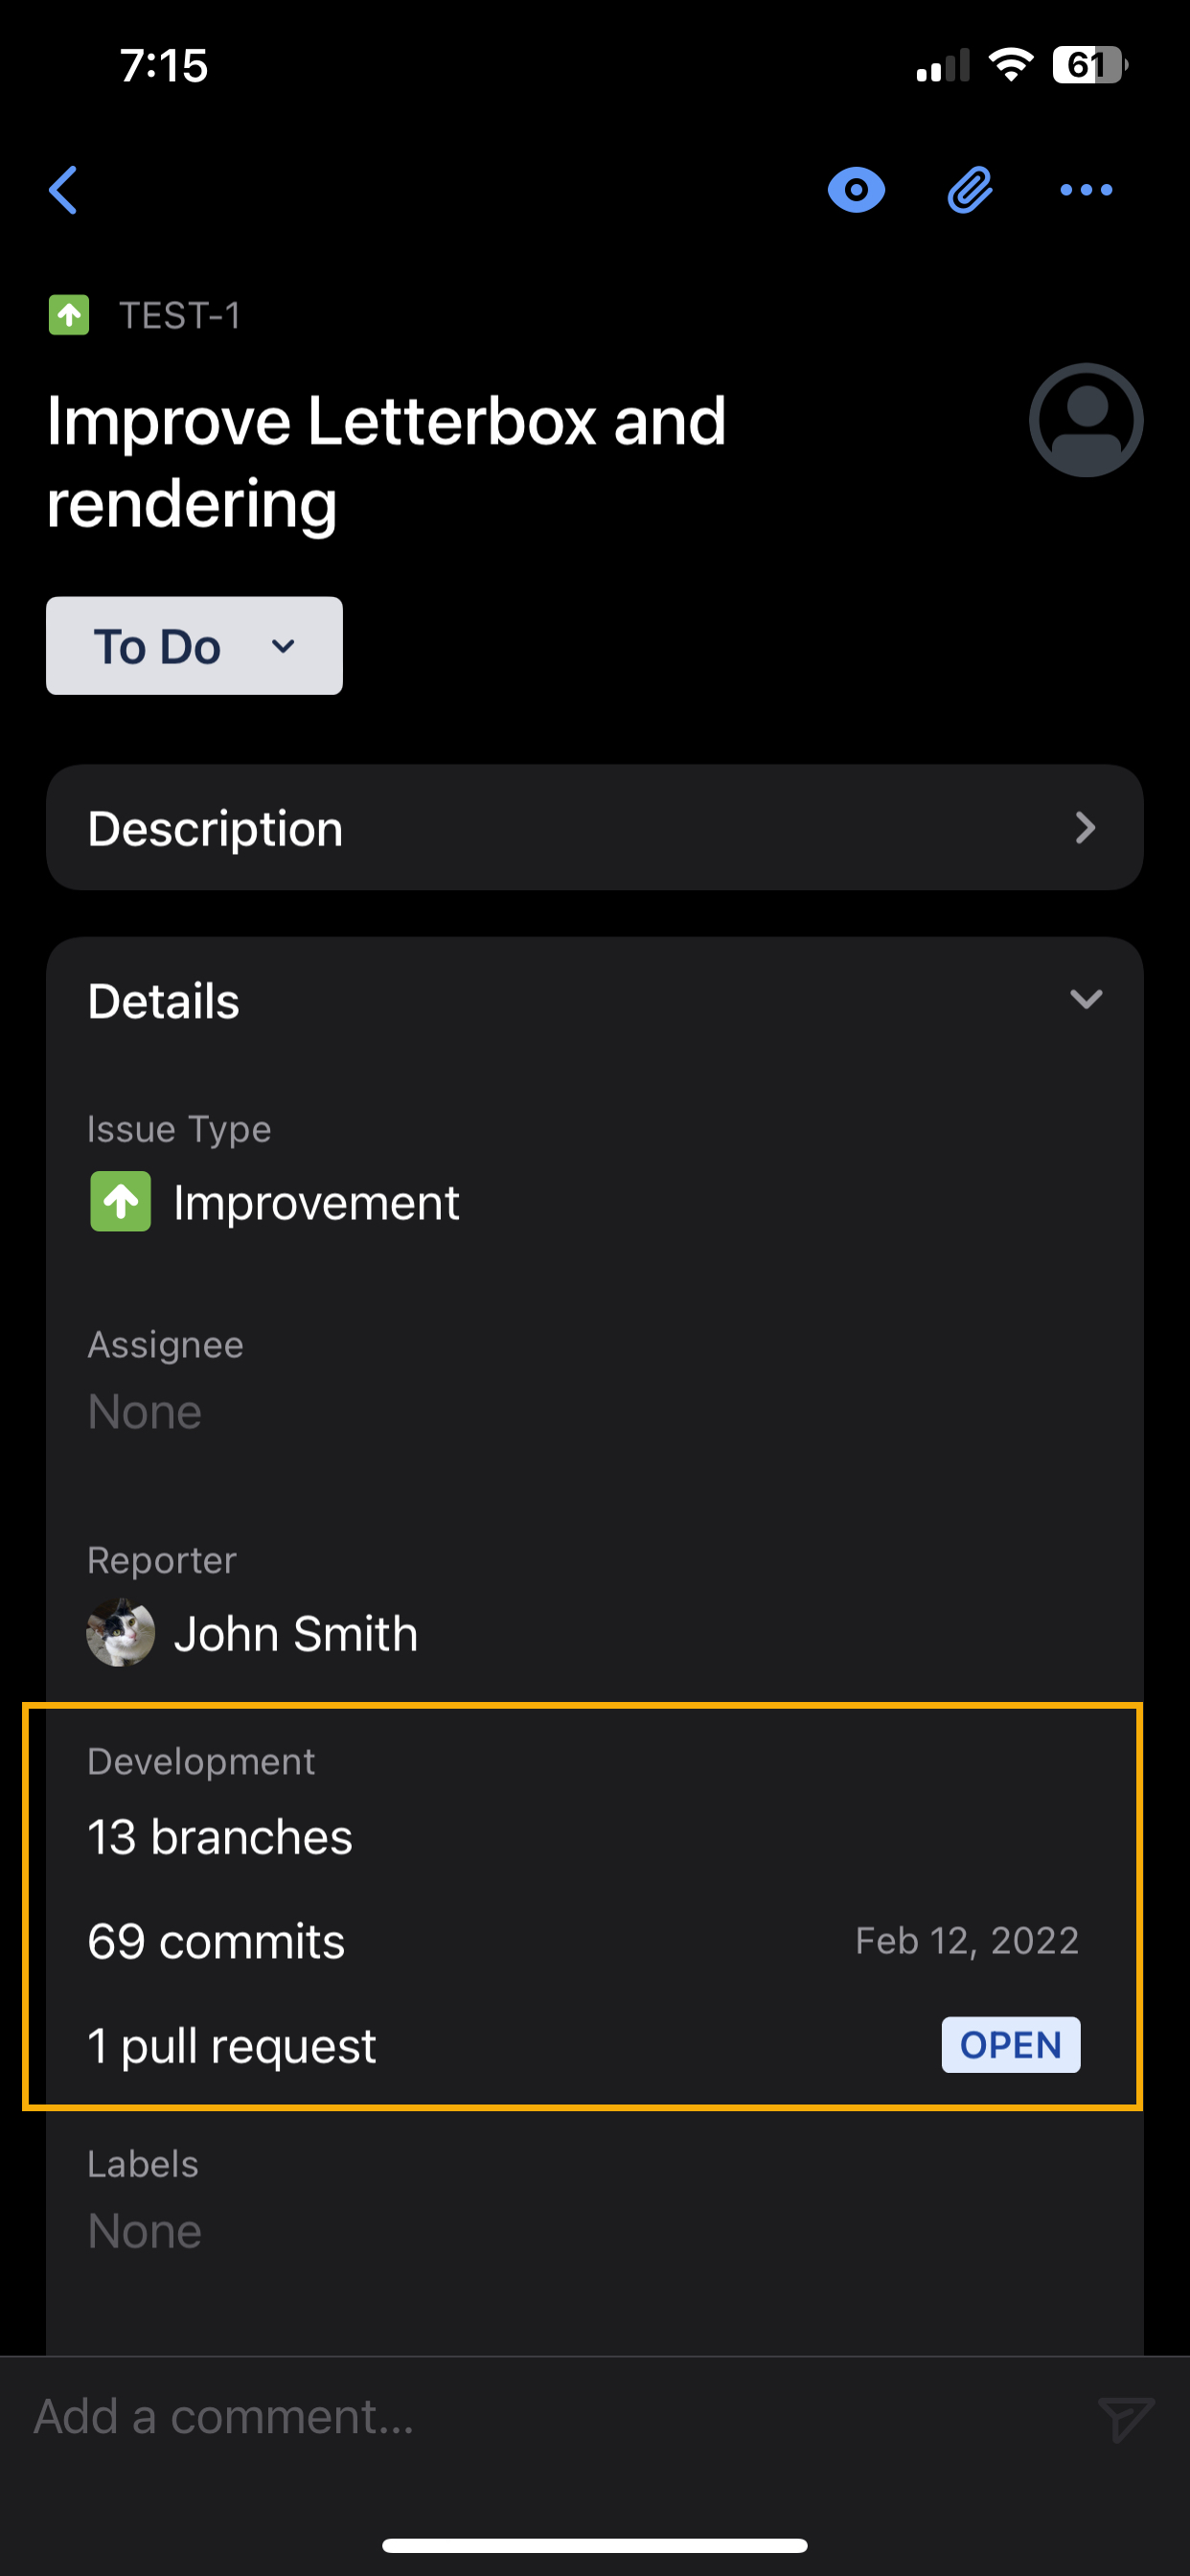 7:15
61
TEST-1
Improve Letterbox and
rendering
To Do
Description
Details
Issue Type
Improvement
Assignee
None
Reporter
John Smith
Development
13 branches
69 commits
Feb 12, 2022
1 pull request
OPEN
Labels
None
Add a comment...